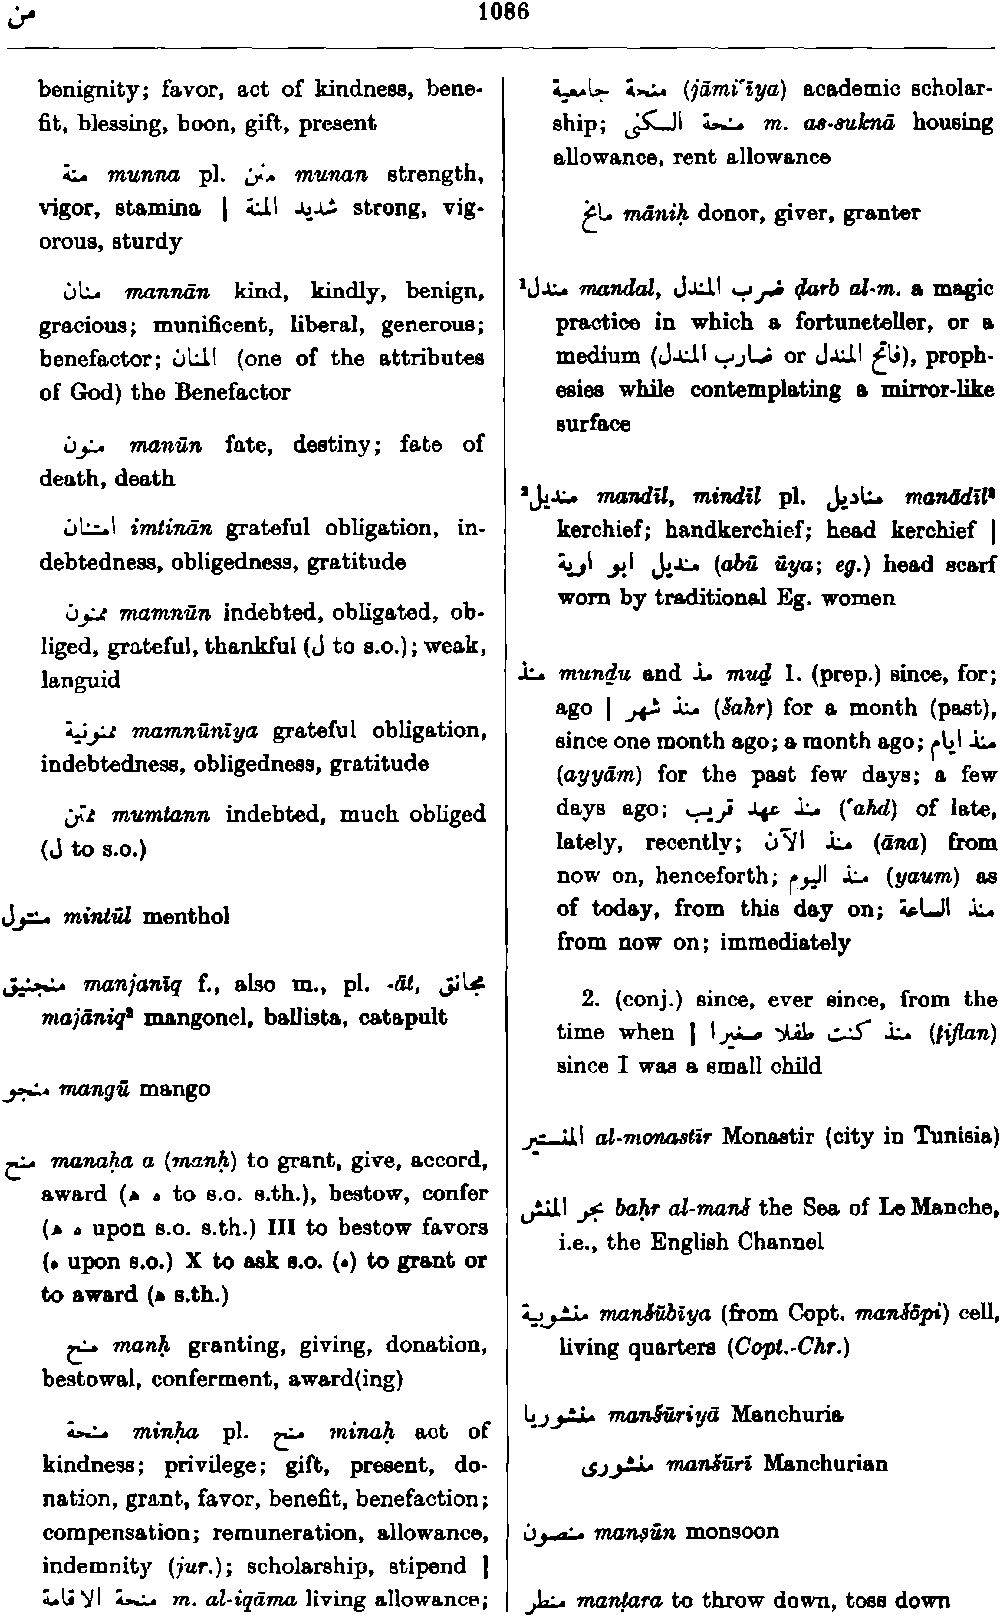 من
1086
benignity; favor, act of kindness, bene-
fit, blessing, boon, gift, present
منة munna pl. منن munan strength,
vigor, stamina | شديد المنة strong, vig-
orous, sturdy
منان mannān kind, kindly, benign,
gracious; munificent, liberal, generous;
benefactor; المنان (one of the attributes
of God) the Benefactor
منون manūn fate, destiny; fate of
death, death
امتنان imtinān grateful obligation, in-
debtedness, obligedness, gratitude
ممنون mamnūn indebted, obligated, ob-
liged, grateful, thankful (ل to s.o.); weak,
languid
ممنونية mamnūnīya grateful obligation,
indebtedness, obligedness, gratitude
ممتن mumtann indebted, much obliged
(ل to s.o.)
منتول mintūl menthol
منجنيق manjanīq f., also m., pl. -āt, مجانق
majāniq² mangonel, ballista, catapult
منجو mangū mango
منح manaḥa a (manḥ) to grant, give, accord,
award (ه ه to s.o. s.th.), bestow, confer
(ه ه upon s.o. s.th.) III to bestow favors
(ه upon s.o.) X to ask s.o. (ه) to grant or
to award (ه s.th.)
منح manḥ granting, giving, donation,
bestowal, conferment, award(ing)
منحة minḥa pl. منح minaḥ act of
kindness; privilege; gift, present, do-
nation, grant, favor, benefit, benefaction;
compensation; remuneration, allowance,
indemnity (jur.); scholarship, stipend |
منحة الاقامة m. al-iqāma living allowance;
منحة جامعية (jāmiʿīya) academic scholar-
ship; منحة السكنى m. as-suknā housing
allowance, rent allowance
مانح māniḥ donor, giver, granter
¹مندل mandal, ضرب المندل ḍarb al-m. a magic
practice in which a fortuneteller, or a
medium (ضارب المندل or فاتح المندل), proph-
esies while contemplating a mirror-like
surface
²منديل mandīl, mindīl pl. مناديل manādīl²
kerchief; handkerchief; head kerchief |
منديل ابو اوية (abū ūya; eg.) head scarf
worn by traditional Eg. women
منذ munḏu and مذ muḏ 1. (prep.) since, for;
ago | منذ شهر (šahr) for a month (past),
since one month ago; a month ago; منذ ايام
(ayyām) for the past few days; a few
days ago; منذ عهد قريب (ʿahd) of late,
lately, recently; منذ الآن (āna) from
now on, henceforth; منذ اليوم (yaum) as
of today, from this day on; منذ الساعة
from now on; immediately
2. (conj.) since, ever since, from the
time when | منذ كنت طفلا صغيرا (ṭiflan)
since I was a small child
المنستير al-monastīr Monastir (city in Tunisia)
بحر المنش baḥr al-manš the Sea of Le Manche,
i.e., the English Channel
منشوبية manšūbīya (from Copt. manšōpi) cell,
living quarters (Copt.-Chr.)
منشوريا manšūriyā Manchuria
منشورى manšūrī Manchurian
منصون manṣūn monsoon
منطر manṭara to throw down, toss down